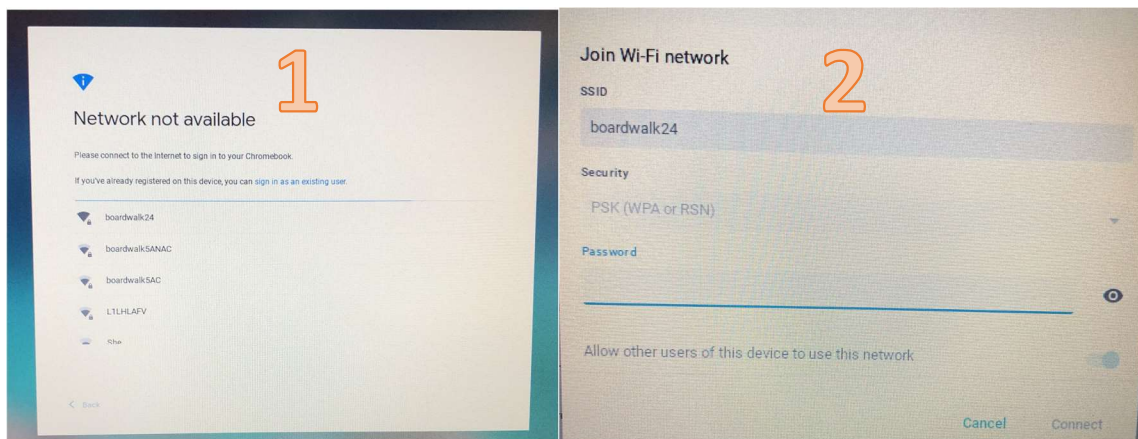 1
Network not available
Please connect to the Internet to sign in to your Chromebook.
If you've already registered on this device, you can sign in as an existing user.
boardwalk24
boardwalk5ANAC
boardwalk5AC
L1LHLAFV
She
Back
2
Join Wi-Fi network
SSID
boardwalk24
Security
PSK (WPA or RSN)
Password
Allow other users of this device to use this network
Cancel
Connect